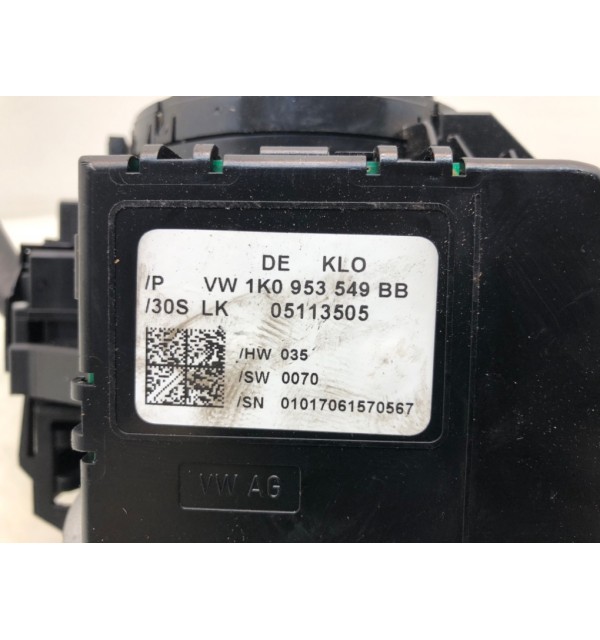 DE KLO
/P VW 1K0 953 549 BB
/30S LK 05113505
/HW 035
/SW 0070
/SN 01017061570567
VW AG